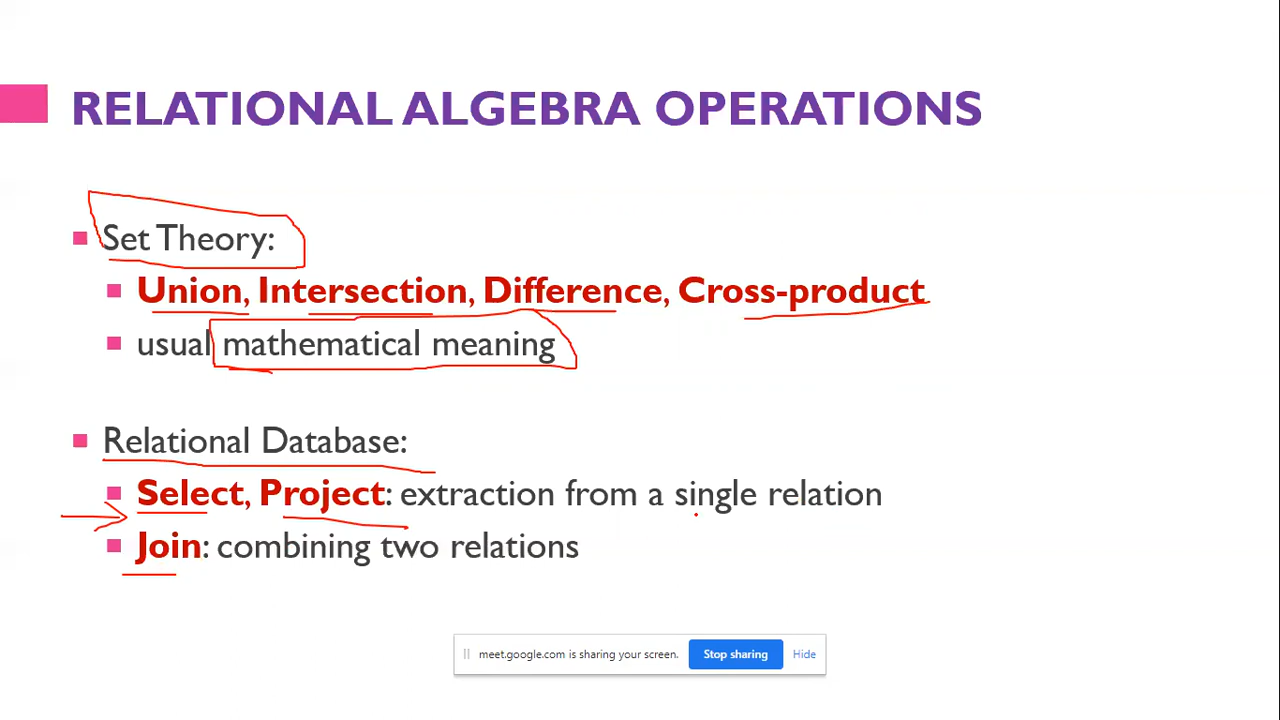 RELATIONAL ALGEBRA OPERATIONS
Set Theory:
Union, Intersection, Difference, Cross-product
usual mathematical meaning
Relational Database:
Select, Project: extraction from a single relation
Join: combining two relations
meet.google.com is sharing your screen. Stop sharing Hide